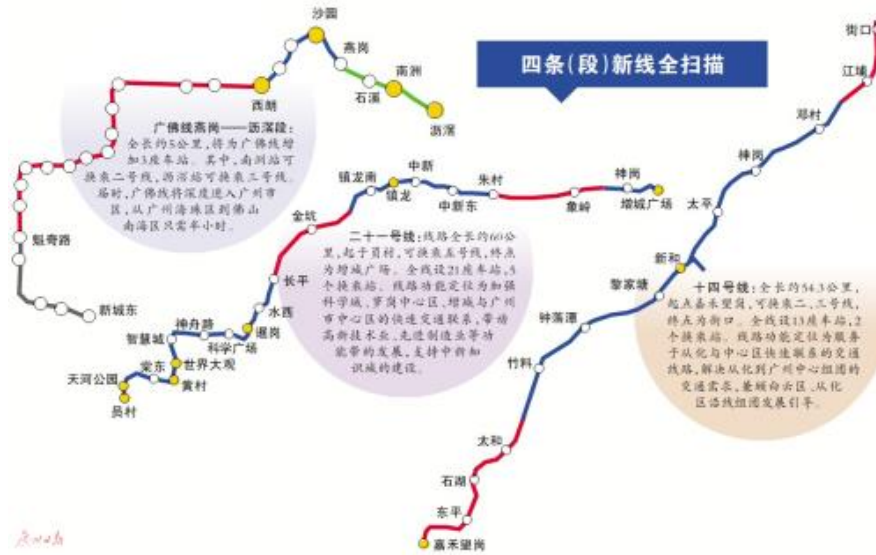 四条(段)新线全扫描
沙园
燕岗
南洲
石溪
沥滘
西朗
魁奇路
新城东
广佛线燕岗——沥滘段：
全长约5公里，将为广佛线增
加3座车站。其中，南洲站可
换乘二号线，沥滘站可换乘三号线。
届时，广佛线将深度进入广州市
区，从广州海珠区到佛山
南海区只需半小时。
镇龙南
中新
镇龙
中新东
朱村
象岭
神岗
增城广场
金坑
长平
水西
暹岗
科学广场
神舟路
智慧城
世界大观
棠东
黄村
天河公园
员村
二十一号线：线路全长约60公
里，起于员村，可换乘五号线，终点
为增城广场。全线设21座车站，5
个换乘站。线路功能定位为加强
科学城、萝岗中心区、增城与广州
市中心区的快速交通联系，带动
高新技术业、先进制造业等功
能带的发展，支持中新知
识城的建设。
街口
江埔
邓村
神岗
太平
新和
黎家塘
钟落潭
竹料
太和
石湖
东平
嘉禾望岗
十四号线：全长约54.3公里，
起点嘉禾望岗，可换乘二、三号线，
终点为街口。全线设13座车站，2
个换乘站。线路功能定位为服务
于从化与中心区快速联系的交通
线路，解决从化到广州中心组团的
交通需求，兼顾白云区、从化
区沿线组团发展引导。
广州日报